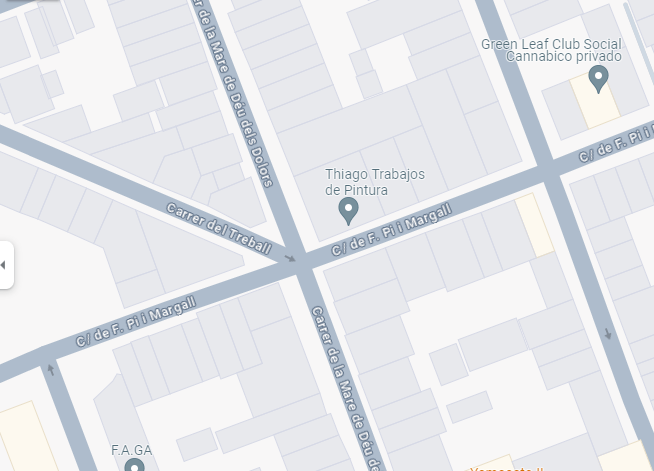 Carrer de la Mare de Déu dels Dolors
Green Leaf Club Social
Cannabico privado
C/ de F. Pi i
Thiago Trabajos
de Pintura
Carrer del Treball
C/ de F. Pi i Margall
C/ de F. Pi i Margall
Carrer de la Mare de Déu de
F.A.GA